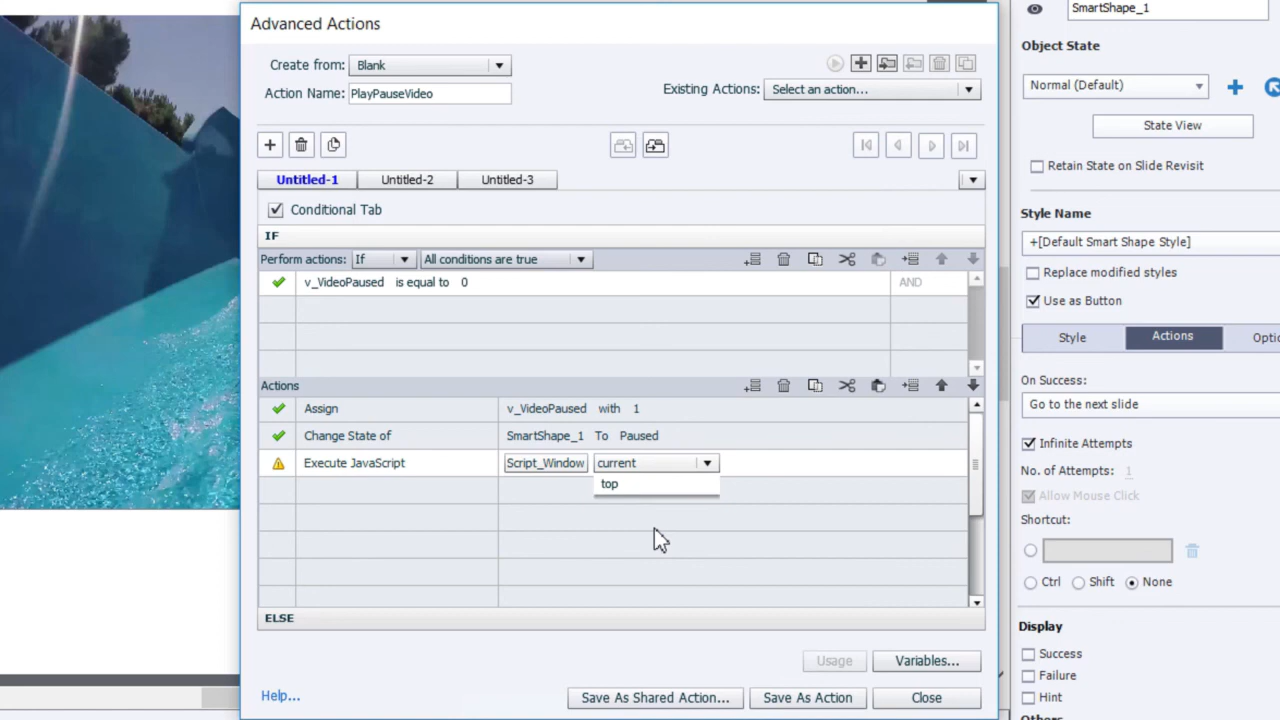 Advanced Actions
Create from: Blank
Action Name: PlayPauseVideo
Existing Actions: Select an action...
Untitled-1 Untitled-2 Untitled-3
Conditional Tab
IF
Perform actions: If All conditions are true
v_VideoPaused is equal to 0 AND
Actions
Assign v_VideoPaused with 1
Change State of SmartShape_1 To Paused
Execute JavaScript Script_Window current
top
ELSE
Usage Variables...
Help... Save As Shared Action... Save As Action Close
SmartShape_1
Object State
Normal (Default)
State View
Retain State on Slide Revisit
Style Name
+[Default Smart Shape Style]
Replace modified styles
Use as Button
Style Actions Optic
On Success:
Go to the next slide
Infinite Attempts
No. of Attempts: 1
Allow Mouse Click
Shortcut:
Ctrl Shift None
Display
Success
Failure
Hint